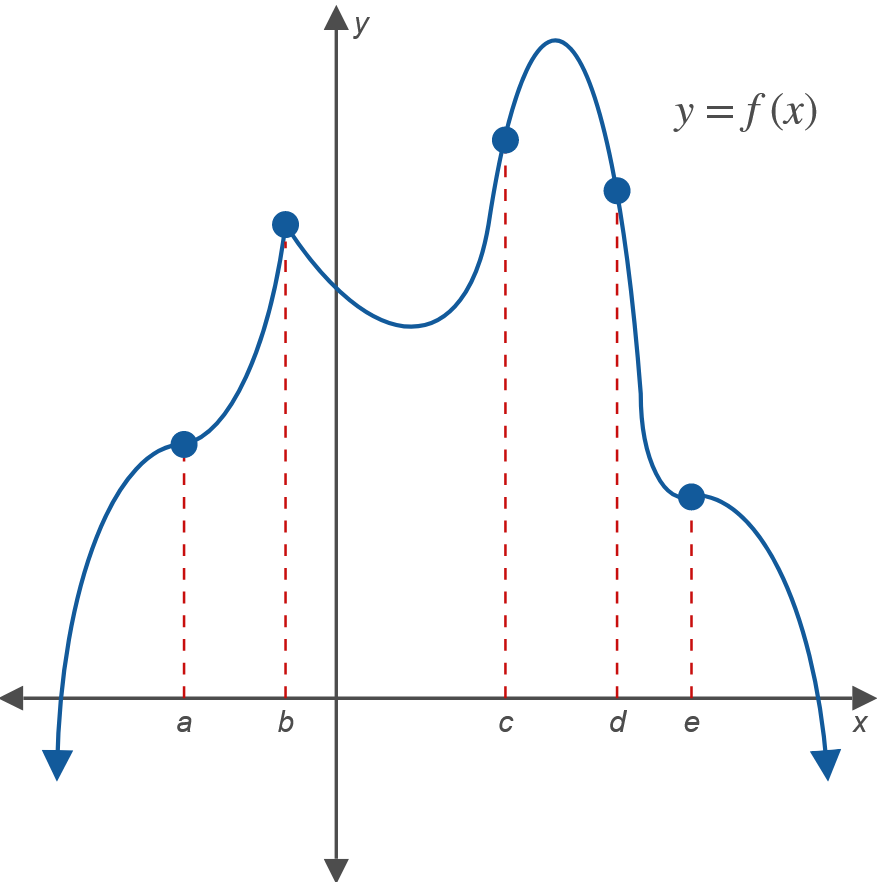 y
y = f (x)
a b c d e x